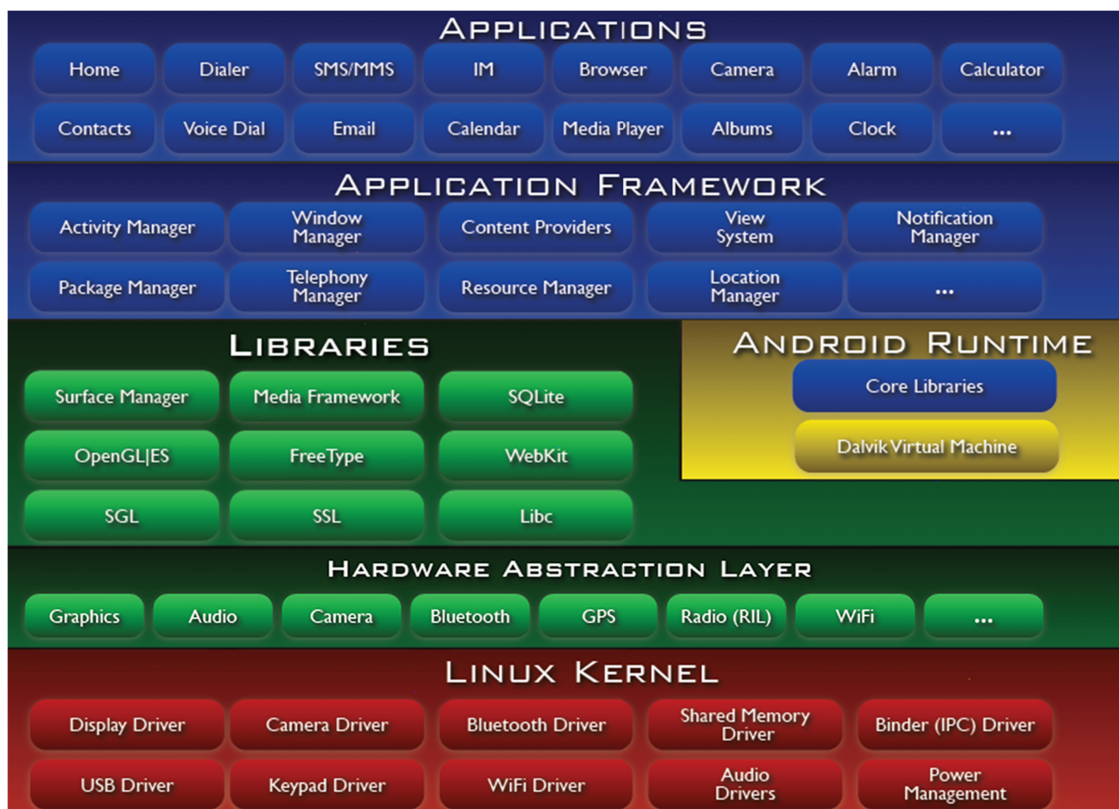 APPLICATIONS
Home Dialer SMS/MMS IM Browser Camera Alarm Calculator
Contacts Voice Dial Email Calendar Media Player Albums Clock ...
APPLICATION FRAMEWORK
Activity Manager
Window
Manager
Content Providers
View
System
Notification
Manager
Package Manager
Telephony
Manager
Resource Manager
Location
Manager
...
LIBRARIES
Surface Manager Media Framework SQLite
OpenGL|ES FreeType WebKit
SGL SSL Libc
ANDROID RUNTIME
Core Libraries
Dalvik Virtual Machine
HARDWARE ABSTRACTION LAYER
Graphics Audio Camera Bluetooth GPS Radio (RIL) WiFi ...
LINUX KERNEL
Display Driver
Camera Driver
Bluetooth Driver
Shared Memory
Driver
Binder (IPC) Driver
USB Driver
Keypad Driver
WiFi Driver
Audio
Drivers
Power
Management